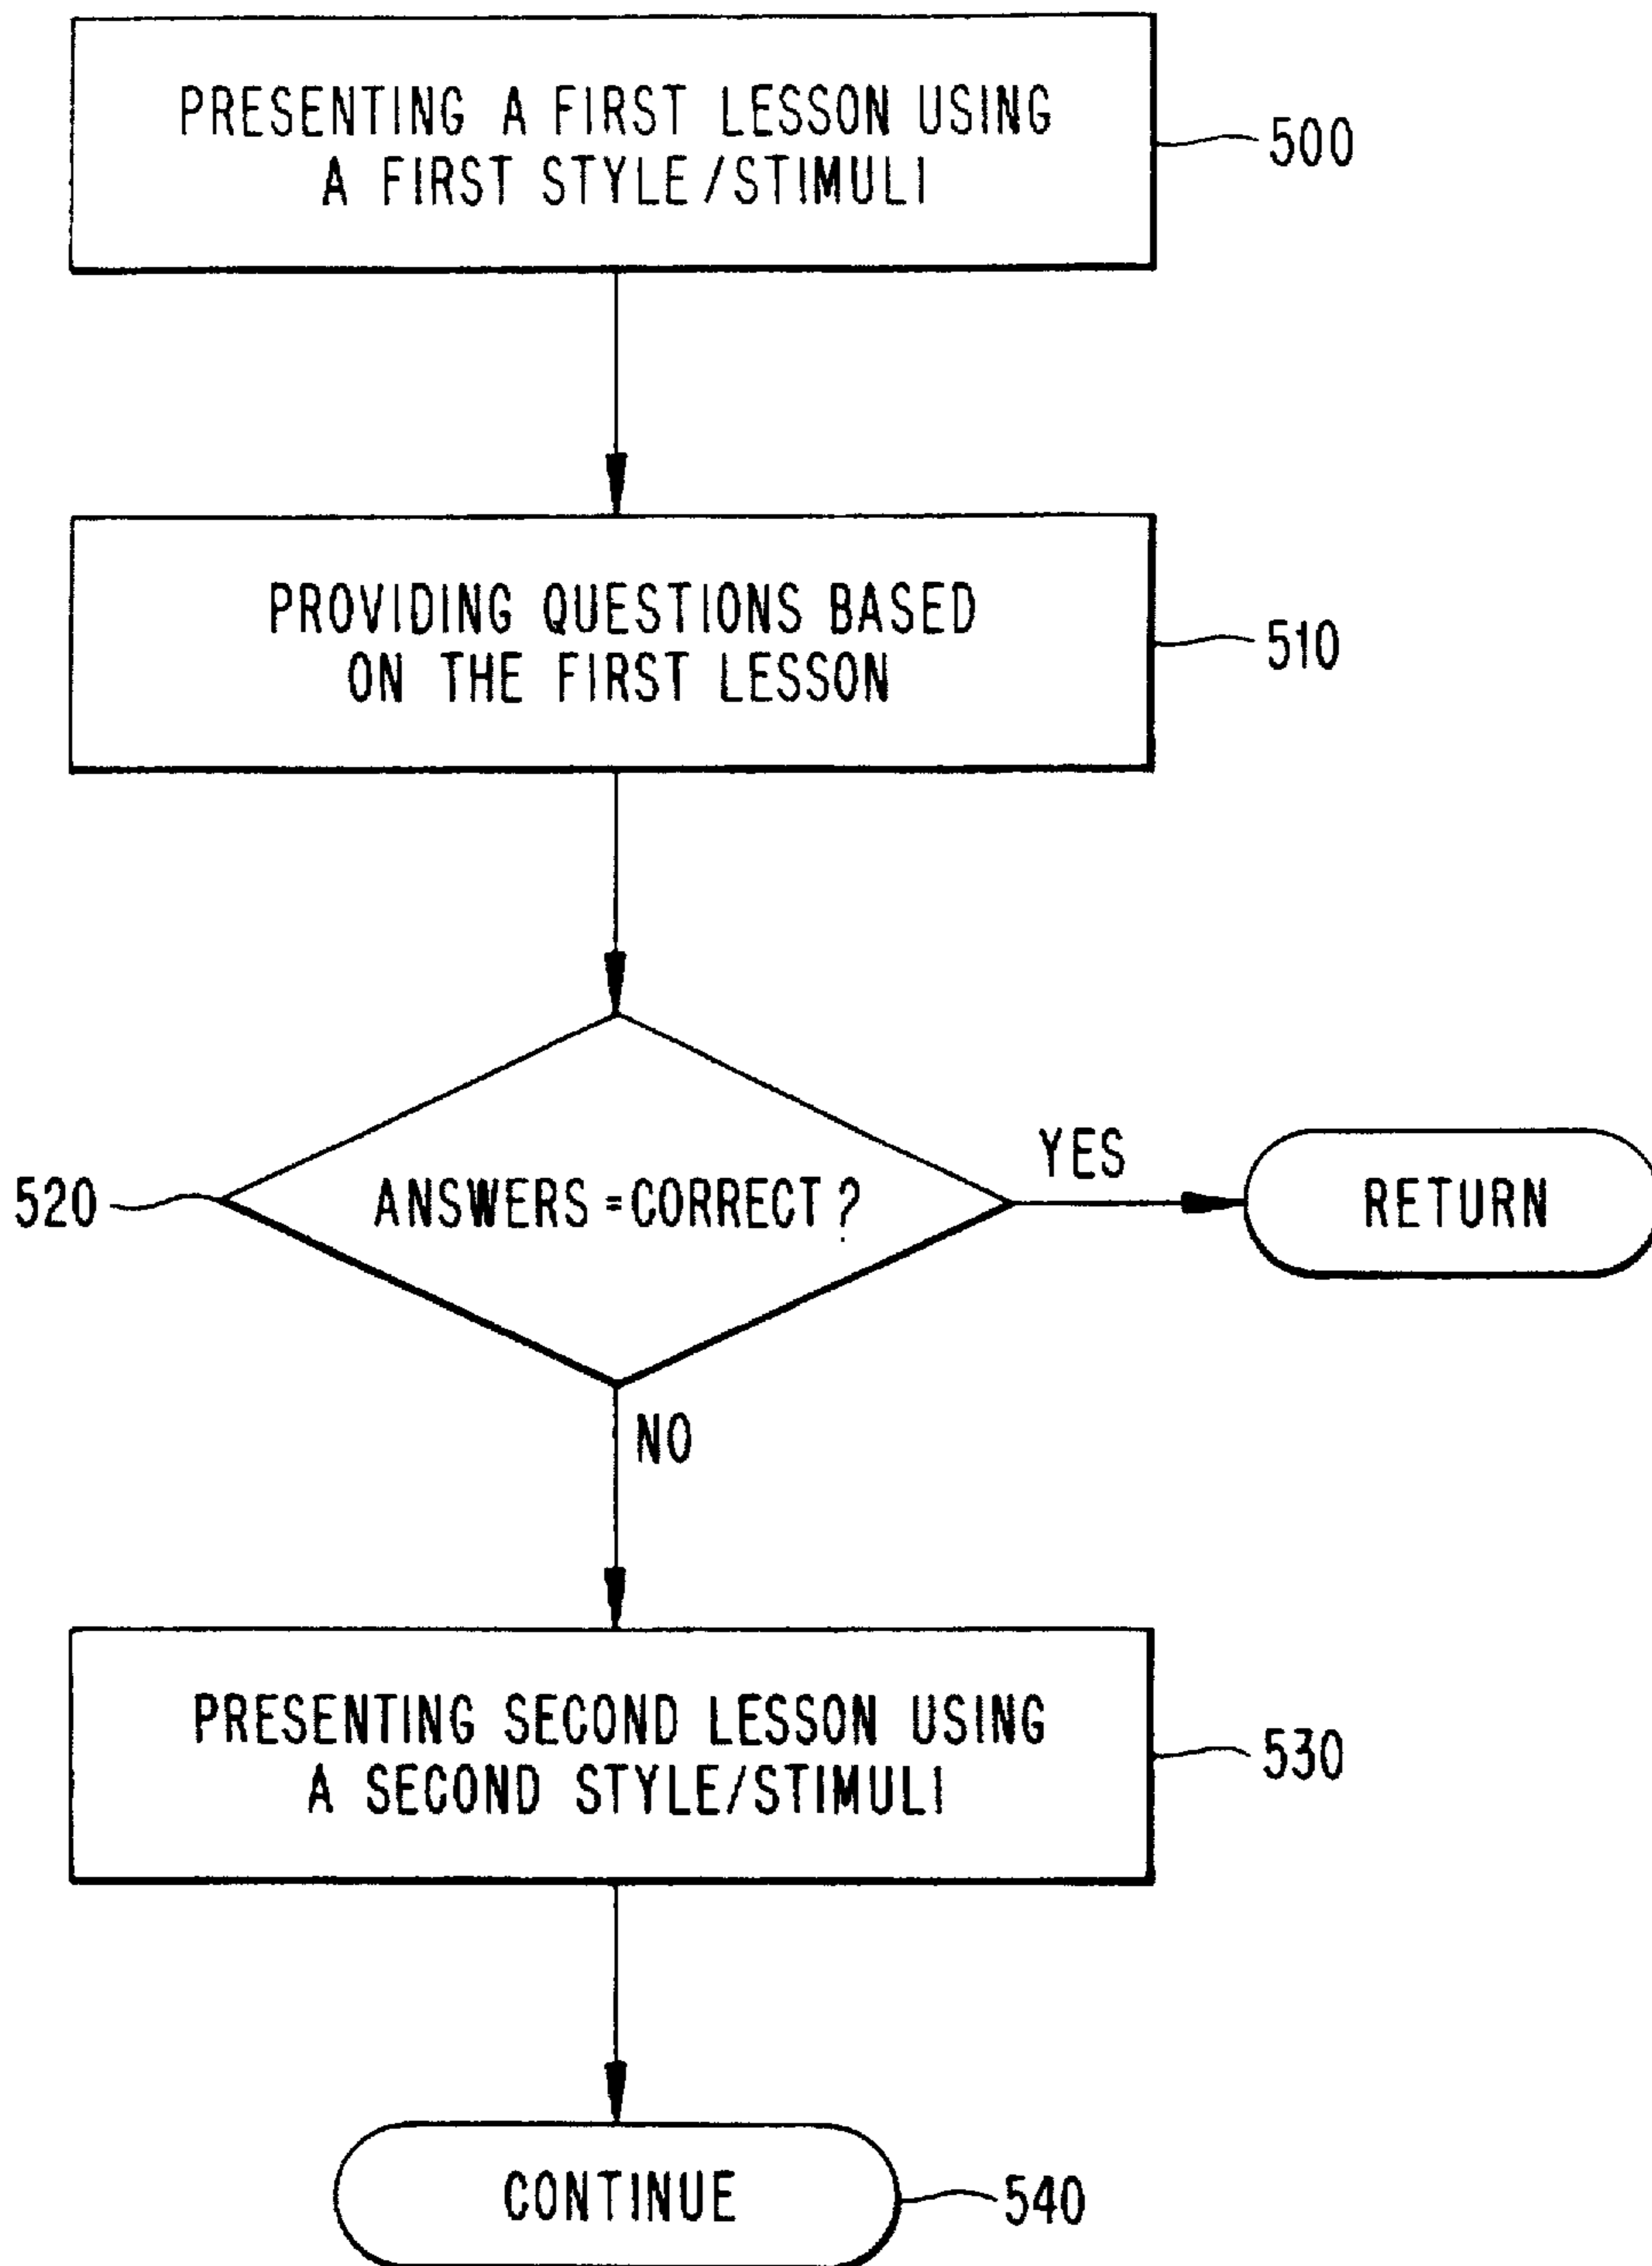 PRESENTING A FIRST LESSON USING
A FIRST STYLE/STIMULI
500
PROVIDING QUESTIONS BASED
ON THE FIRST LESSON
510
520
ANSWERS=CORRECT?
YES
RETURN
NO
PRESENTING SECOND LESSON USING
A SECOND STYLE/STIMULI
530
CONTINUE
540